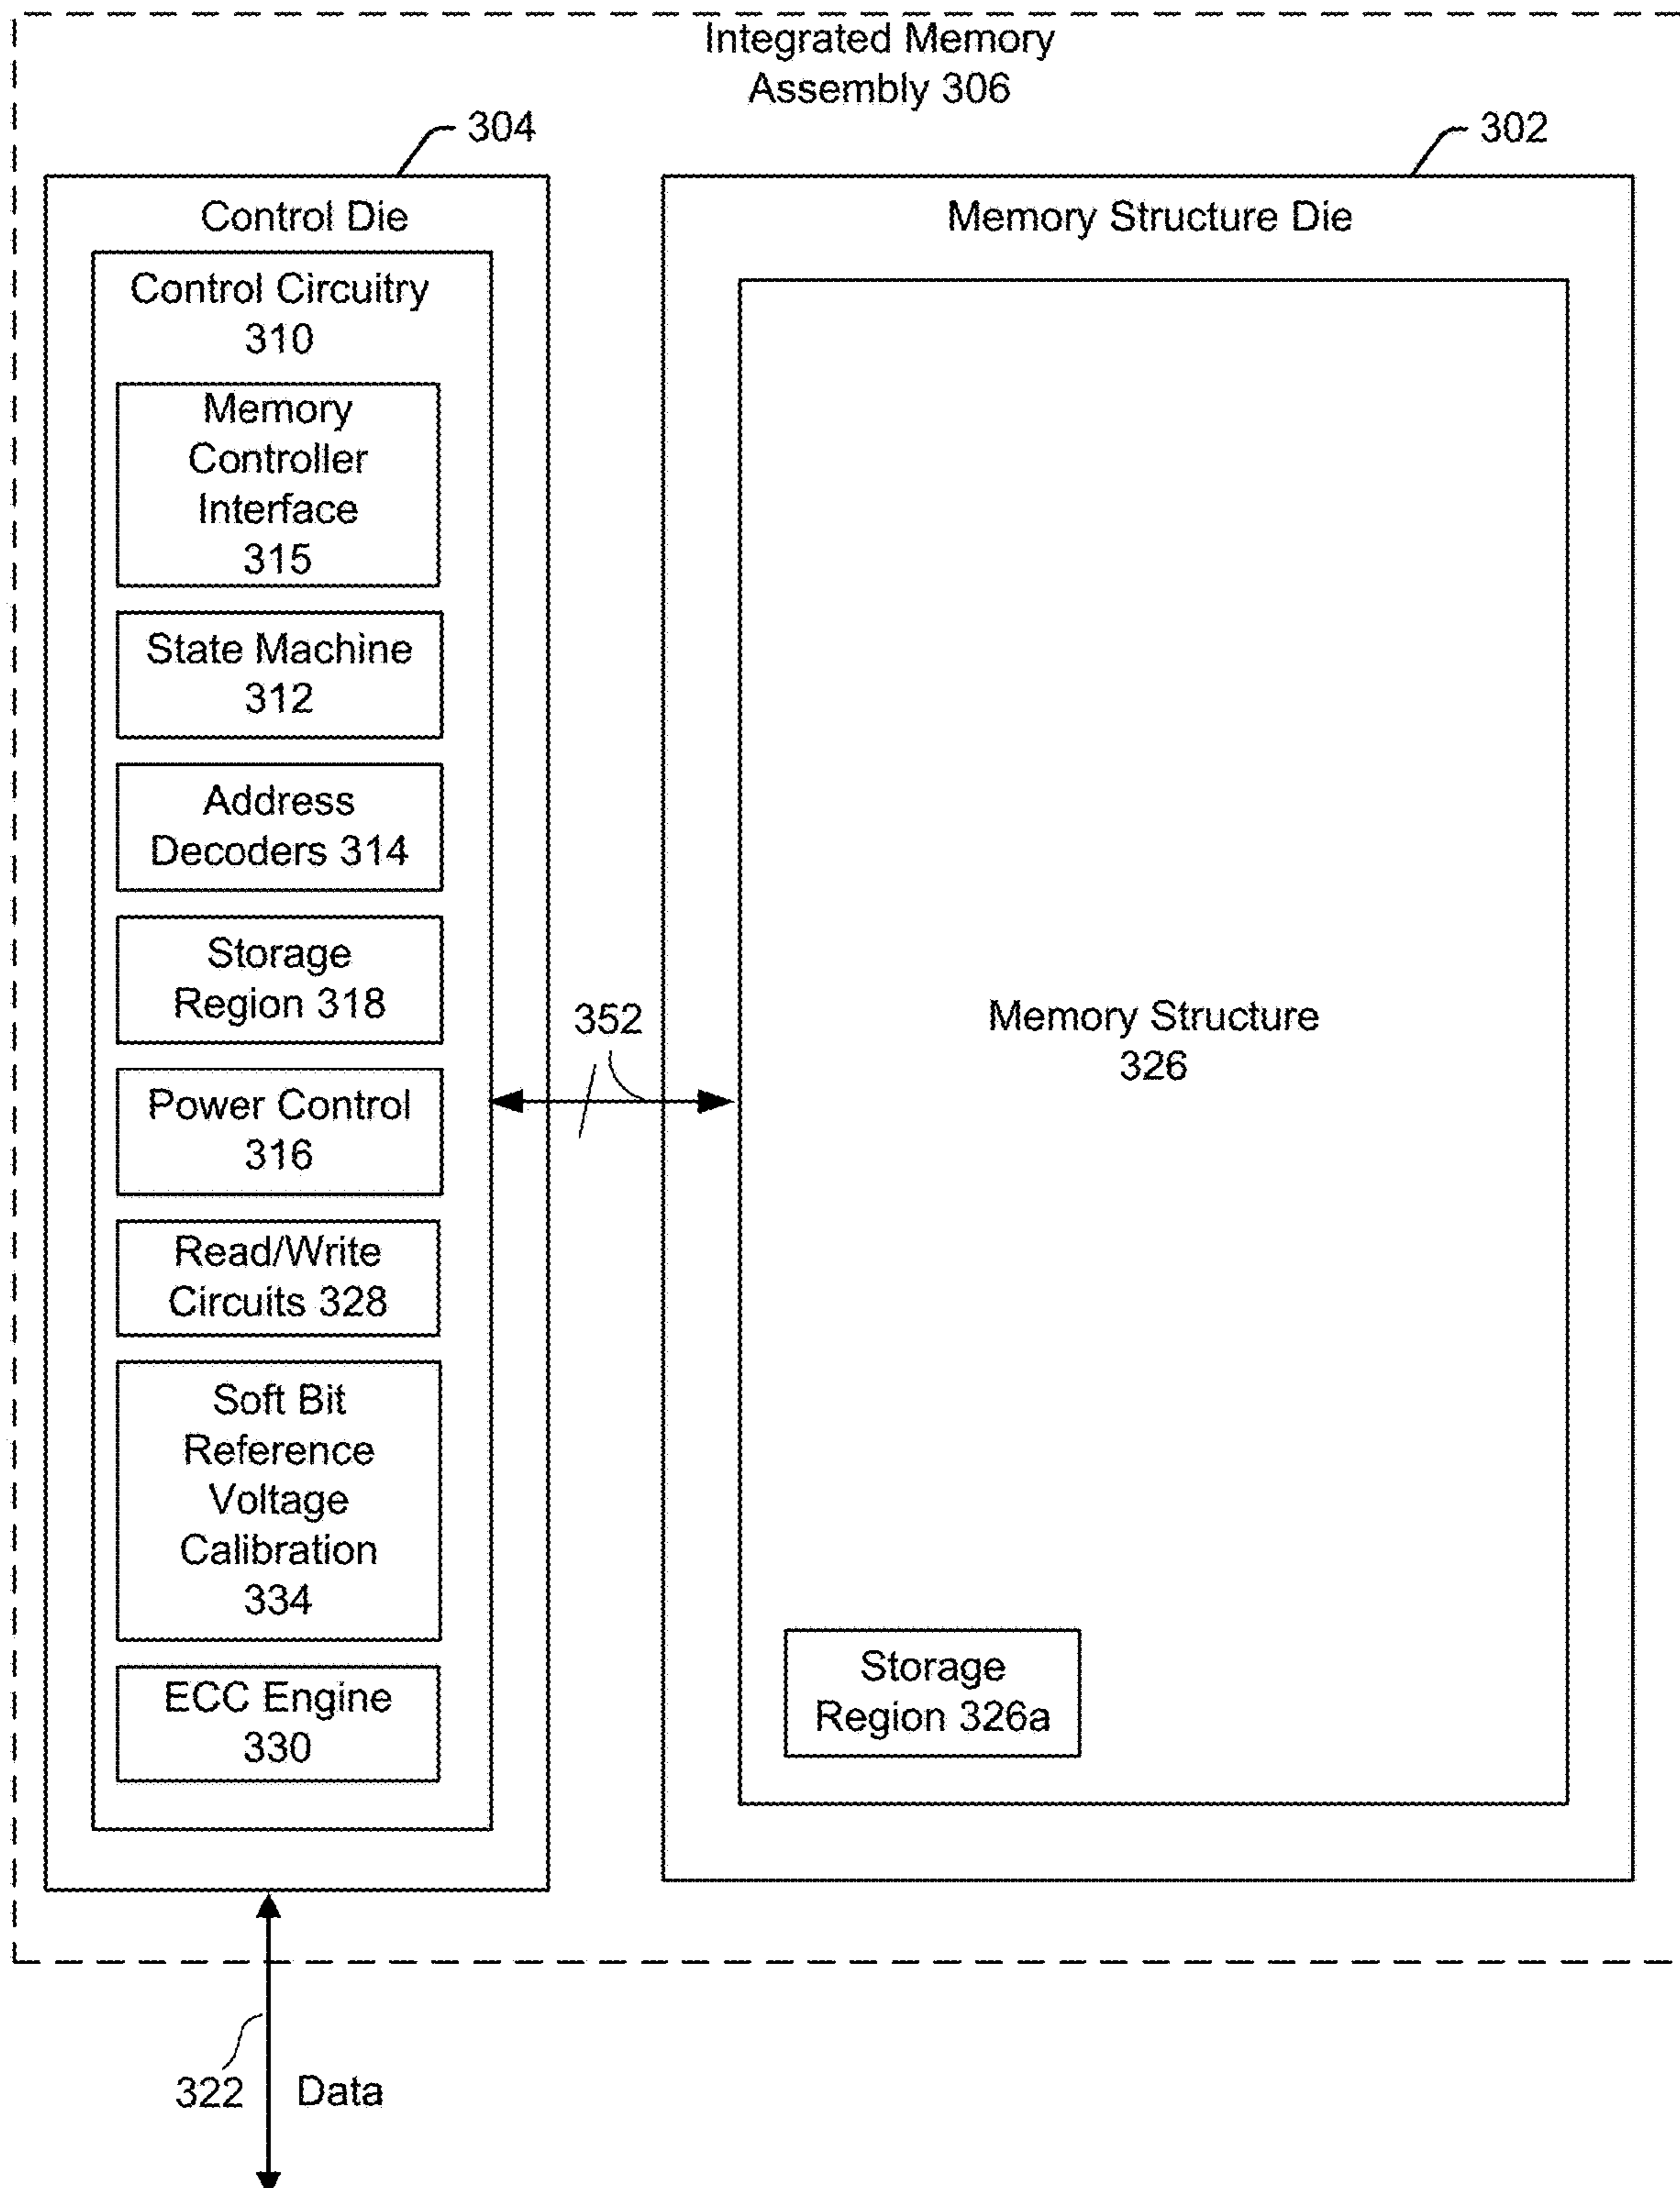 Integrated Memory
Assembly 306
304
302
Control Die
Control Circuitry
310
Memory
Controller
Interface
315
State Machine
312
Address
Decoders 314
Storage
Region 318
Power Control
316
Read/Write
Circuits 328
Soft Bit
Reference
Voltage
Calibration
334
ECC Engine
330
352
Memory Structure Die
Memory Structure
326
Storage
Region 326a
322
Data